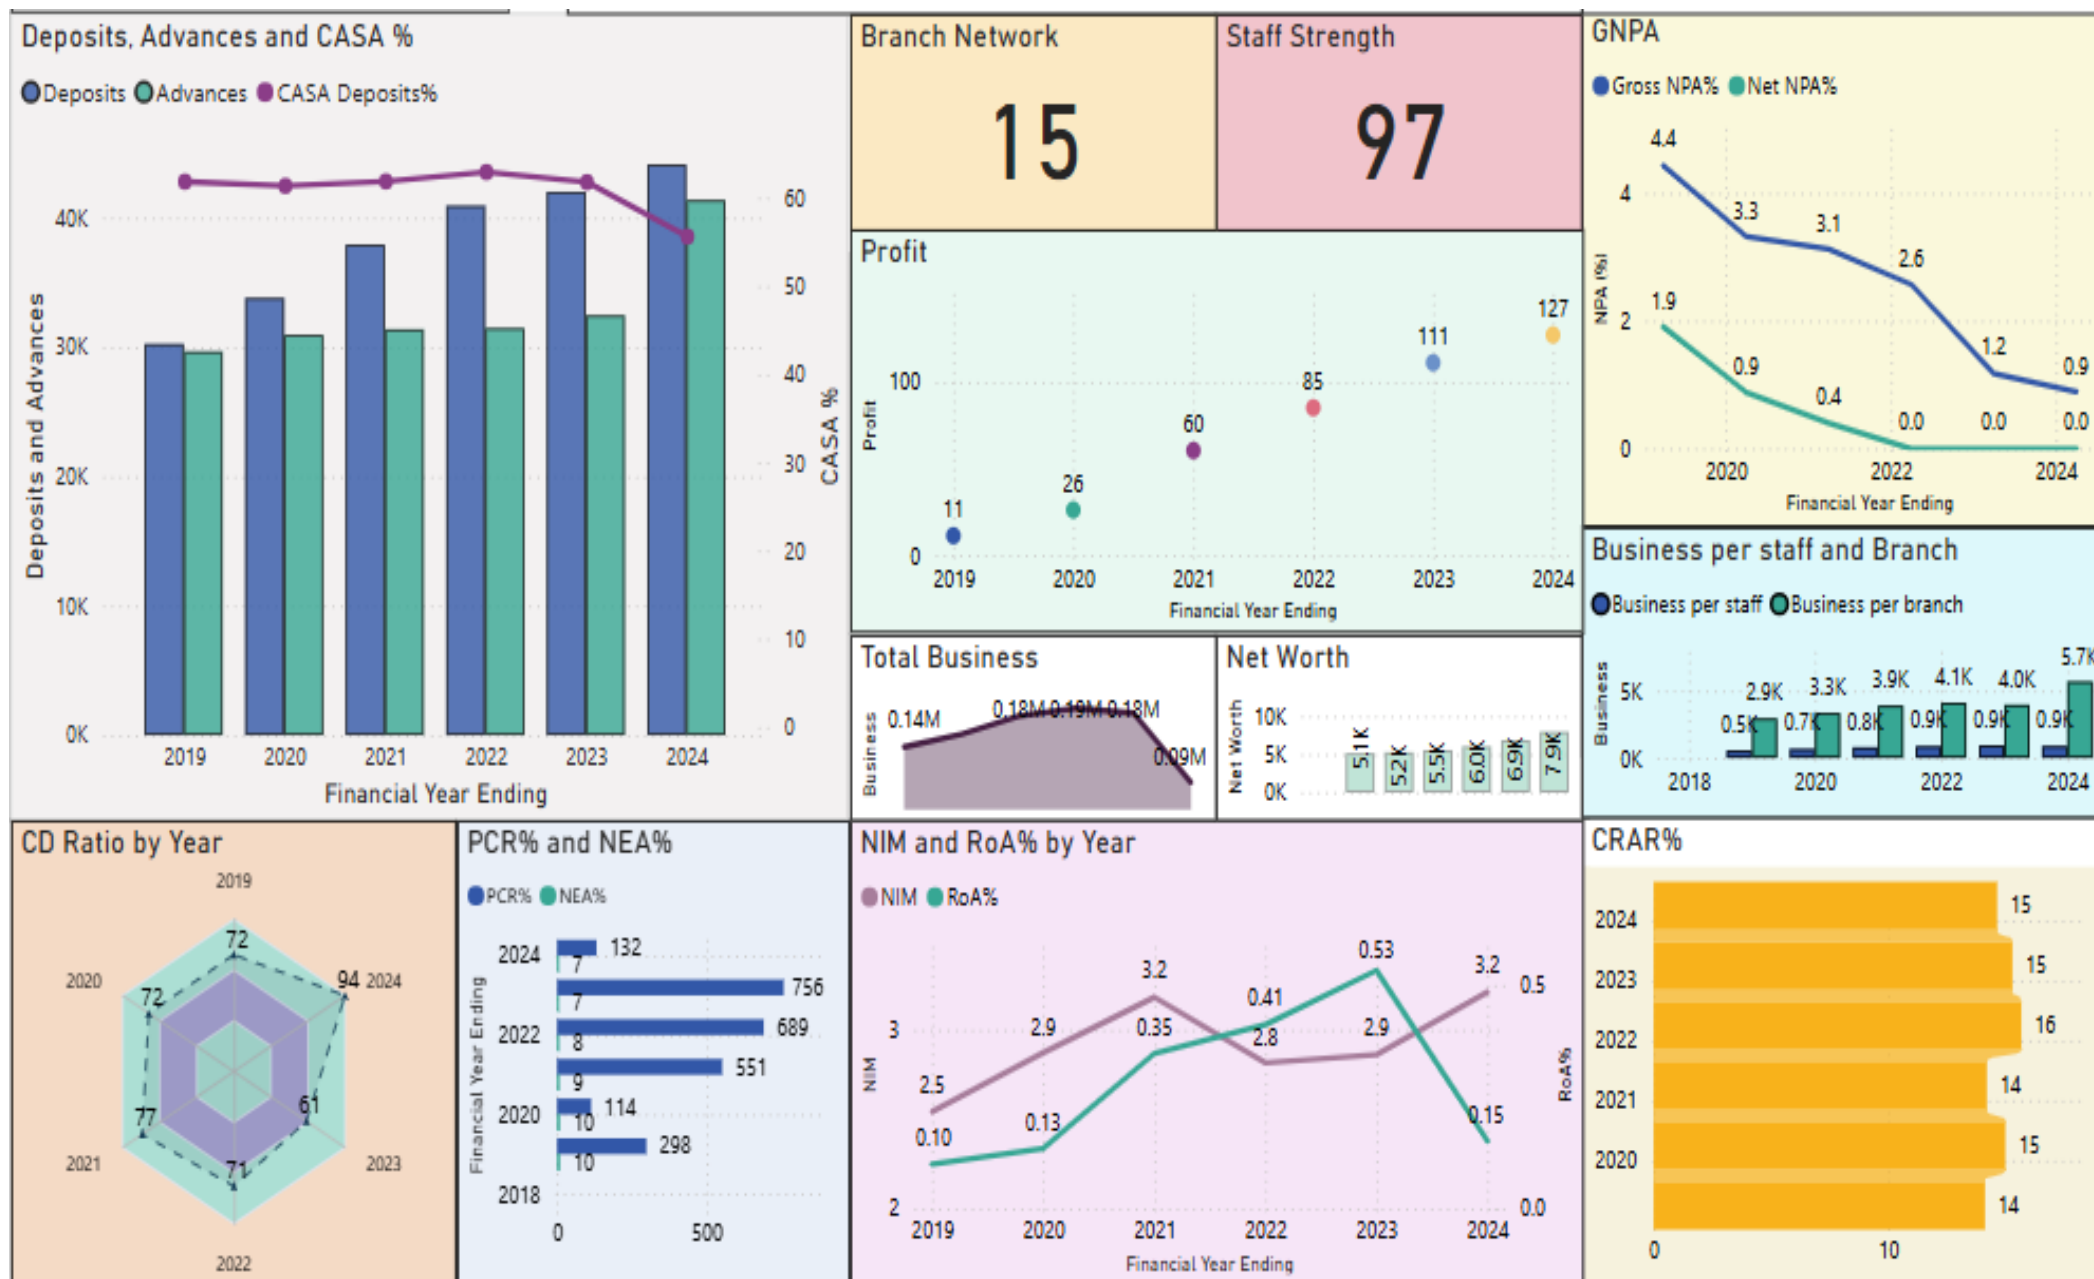 Deposits, Advances and CASA %
Deposits Advances CASA Deposits%
Deposits and Advances
40K
30K
20K
10K
0K
60
50
40
30
20
10
0
CASA %
2019 2020 2021 2022 2023 2024
Financial Year Ending
Branch Network
15
Staff Strength
97
Profit
Profit
100
0
11
26
60
85
111
127
2019 2020 2021 2022 2023 2024
Financial Year Ending
GNPA
Gross NPA% Net NPA%
NPA (%)
4
2
0
4.4
3.3
3.1
2.6
1.2
0.9
1.9
0.9
0.4
0.0
0.0
0.0
2020 2022 2024
Financial Year Ending
Total Business
Business
0.14M
0.18M
0.19M
0.18M
0.09M
Net Worth
Net Worth
10K
5K
0K
5.1K
5.2K
5.5K
6.0K
6.9K
7.9K
Business per staff and Branch
Business per staff Business per branch
Business
5K
0K
0.5K 2.9K
0.7K 3.3K
0.8K 3.9K
0.9K 4.1K
0.9K 4.0K
0.9K 5.7K
2018 2020 2022 2024
CD Ratio by Year
2019
2020
2021
2022
2023
2024
72
72
77
71
61
94
PCR% and NEA%
PCR% NEA%
Financial Year Ending
2024
2022
2020
2018
132
7
756
7
689
8
551
9
114
10
298
10
0 500
NIM and RoA% by Year
NIM RoA%
NIM
3
2
2.5
2.9
3.2
2.8
2.9
3.2
0.10
0.13
0.35
0.41
0.53
0.15
0.5
0.0
RoA%
2019 2020 2021 2022 2023 2024
Financial Year Ending
CRAR%
2024
2023
2022
2021
2020
15
15
16
14
15
14
0 10